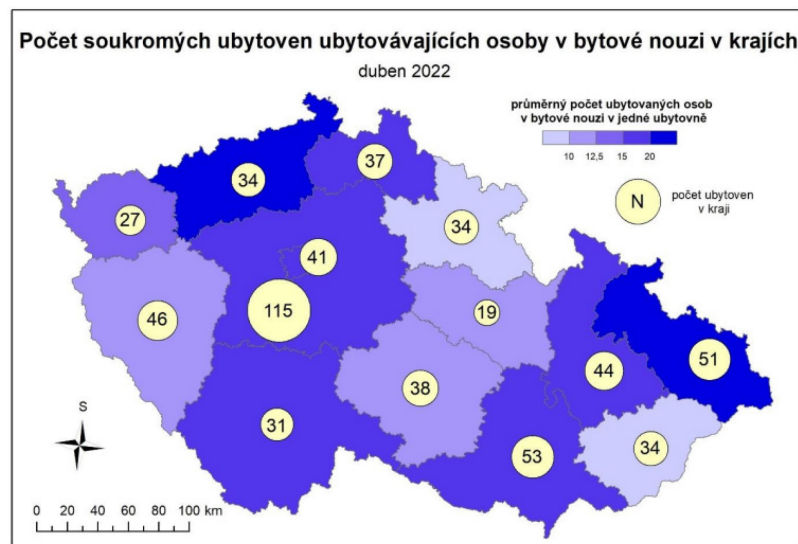 Počet soukromých ubytoven ubytovávajících osoby v bytové nouzi v krajích
duben 2022
průměrný počet ubytovaných osob
v bytové nouzi v jedné ubytovně
10 12,5 15 20
N
počet ubytoven
v kraji
37
34
27
34
41
115
46
19
51
44
38
31
34
53
S
0 20 40 60 80 100 km